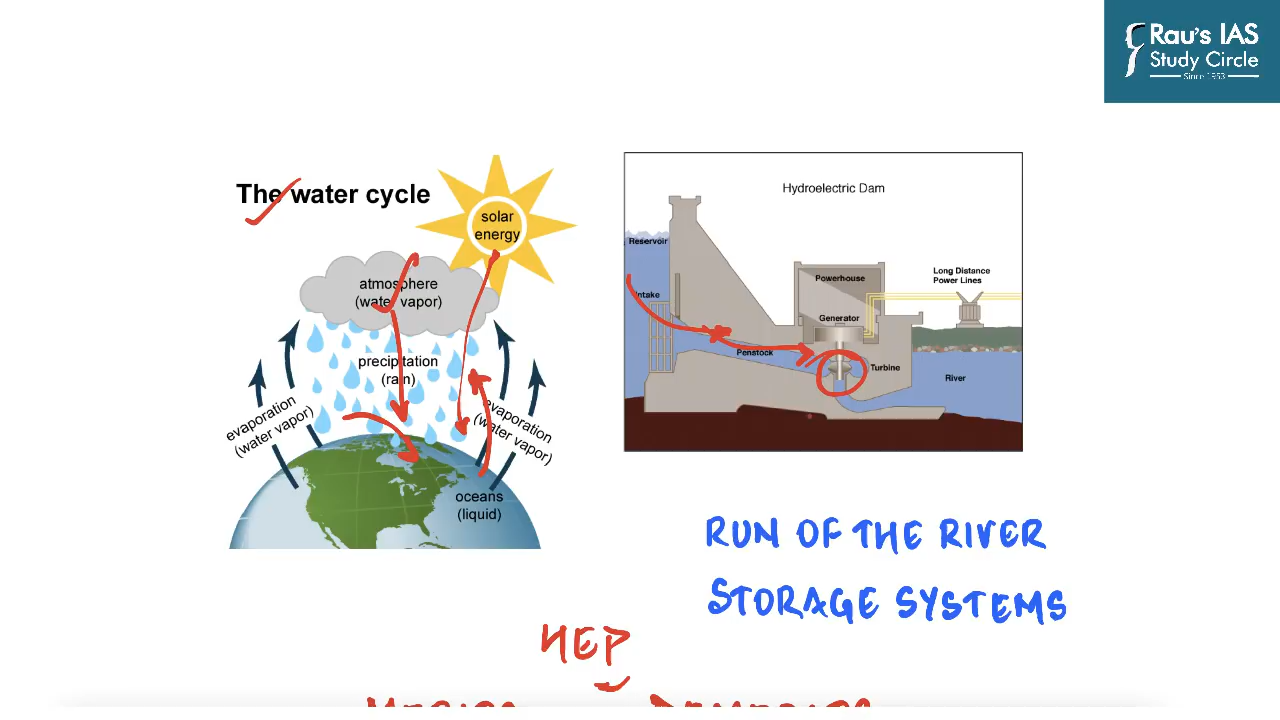 Rau's IAS
Study Circle
Since 1953
The water cycle
solar
energy
atmosphere
(water vapor)
precipitation
(rain)
evaporation
(water vapor)
evaporation
(water vapor)
oceans
(liquid)
Hydroelectric Dam
Reservoir
Intake
Penstock
Powerhouse
Generator
Turbine
Long Distance
Power Lines
River
RUN OF THE RIVER
STORAGE SYSTEMS
HEP